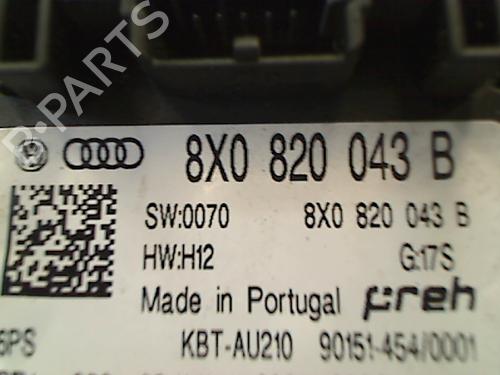 B-PARTS
8X0 820 043 B
SW:0070 8X0 820 043 B
HW:H12 G:17S
Made in Portugal preh
KBT-AU210 90151-454/0001